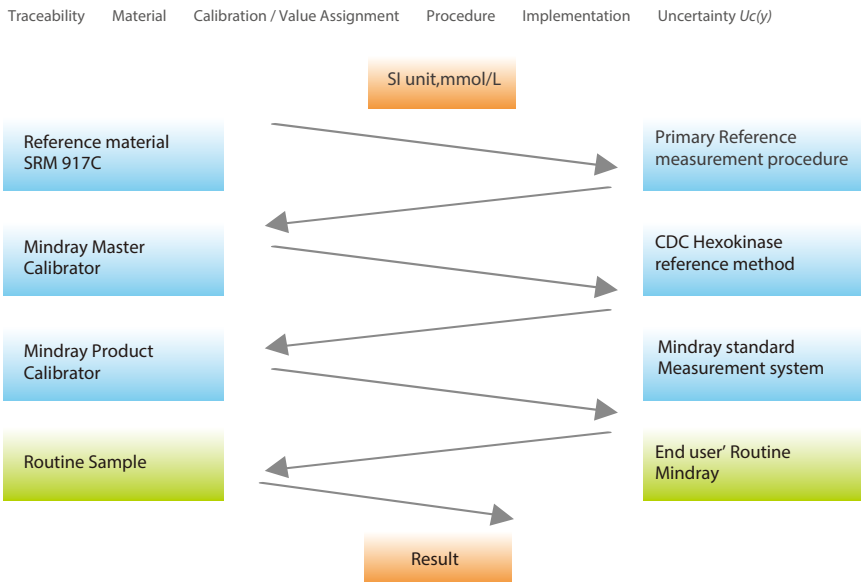 Traceability Material Calibration / Value Assignment Procedure Implementation Uncertainty Uc(y)
SI unit,mmol/L
Reference material
SRM 917C
Primary Reference
measurement procedure
Mindray Master
Calibrator
CDC Hexokinase
reference method
Mindray Product
Calibrator
Mindray standard
Measurement system
Routine Sample
End user’ Routine
Mindray
Result